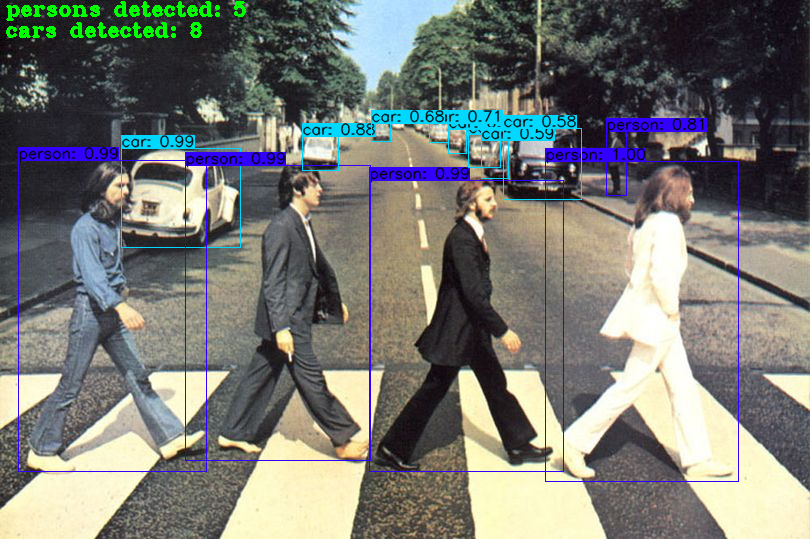 persons detected: 5
cars detected: 8
car: 0.68
ar: 0.71
car: 0.58
car: 0.88
person: 0.81
car: 0.59
car: 0.99
person: 0.99
person: 0.99
person: 1.00
person: 0.99